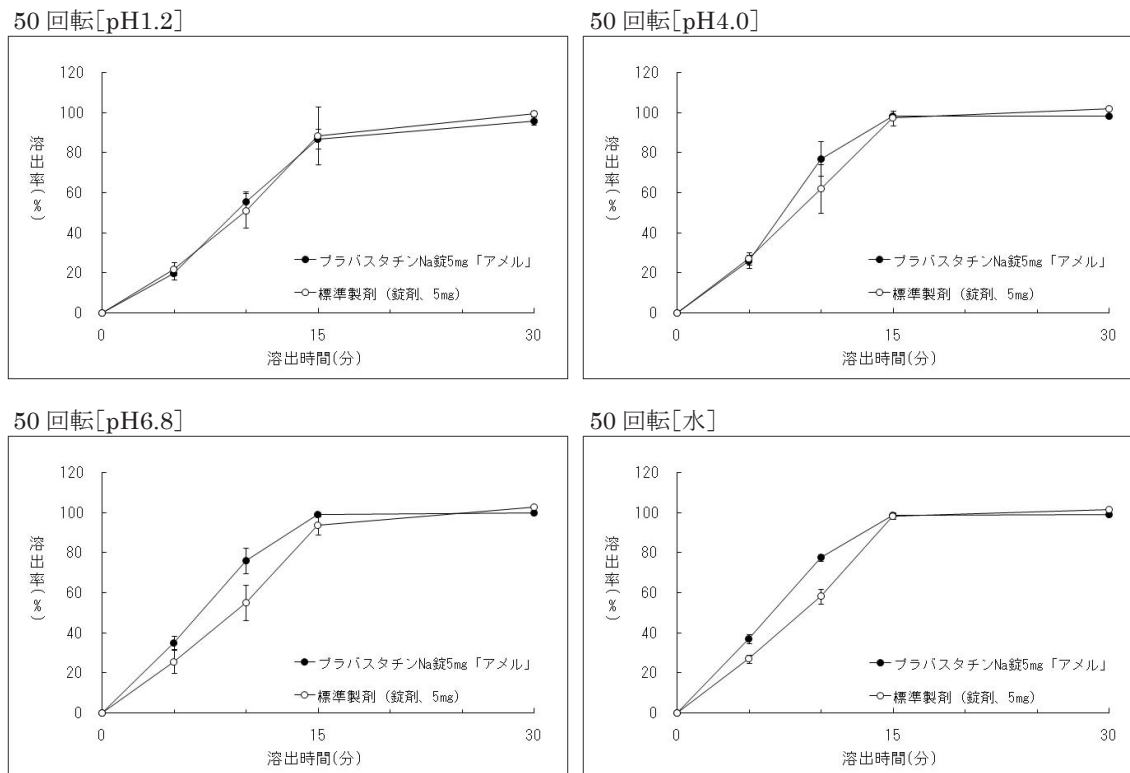 50 回転[pH1.2]
120
100
80
60
40
20
0
溶出率(%)
0
15
30
溶出時間(分)
プラバスタチンNa錠5mg「アメル」
標準製剤 (錠剤、5mg)
50 回転[pH4.0]
120
100
80
60
40
20
0
溶出率(%)
0
15
30
溶出時間(分)
プラバスタチンNa錠5mg「アメル」
標準製剤 (錠剤、5mg)
50 回転[pH6.8]
120
100
80
60
40
20
0
溶出率(%)
0
15
30
溶出時間(分)
プラバスタチンNa錠5mg「アメル」
標準製剤 (錠剤、5mg)
50 回転[水]
120
100
80
60
40
20
0
溶出率(%)
0
15
30
溶出時間(分)
プラバスタチンNa錠5mg「アメル」
標準製剤 (錠剤、5mg)